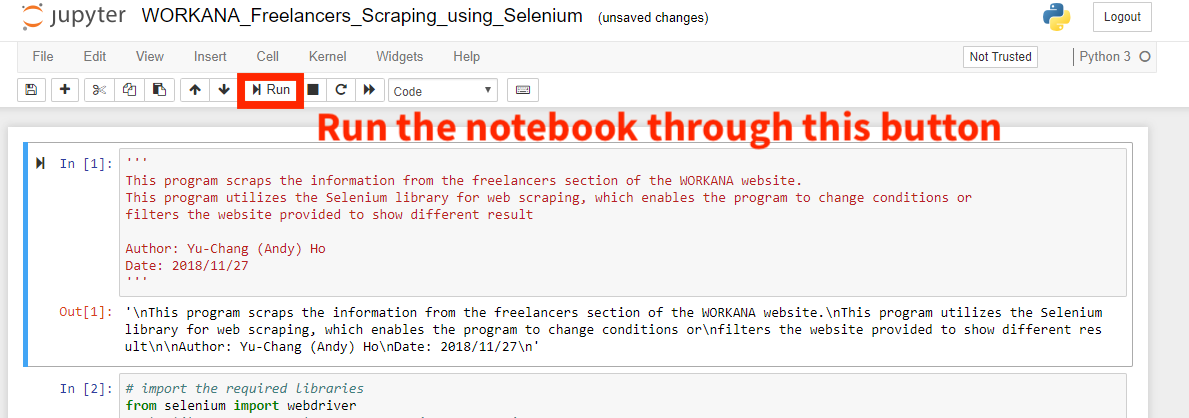 jupyter WORKANA_Freelancers_Scraping_using_Selenium (unsaved changes) Logout
File Edit View Insert Cell Kernel Widgets Help Not Trusted Python 3
Run Code
Run the notebook through this button
In [1]: '''
This program scraps the information from the freelancers section of the WORKANA website.
This program utilizes the Selenium library for web scraping, which enables the program to change conditions or
filters the website provided to show different result
Author: Yu-Chang (Andy) Ho
Date: 2018/11/27
'''
Out[1]: '\nThis program scraps the information from the freelancers section of the WORKANA website.\nThis program utilizes the Selenium
library for web scraping, which enables the program to change conditions or\nfilters the website provided to show different res
ult\n\nAuthor: Yu-Chang (Andy) Ho\nDate: 2018/11/27\n'
In [2]: # import the required libraries
from selenium import webdriver